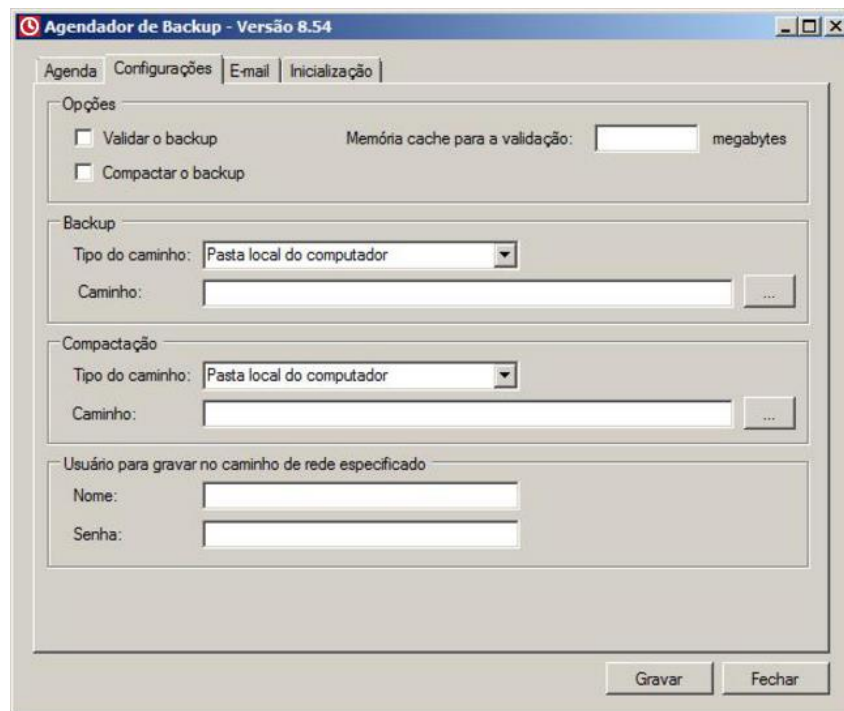 Agendador de Backup - Versão 8.54
Agenda Configurações E-mail Inicialização
Opções
Validar o backup Memória cache para a validação: megabytes
Compactar o backup
Backup
Tipo do caminho: Pasta local do computador
Caminho: ...
Compactação
Tipo do caminho: Pasta local do computador
Caminho: ...
Usuário para gravar no caminho de rede especificado
Nome:
Senha:
Gravar Fechar